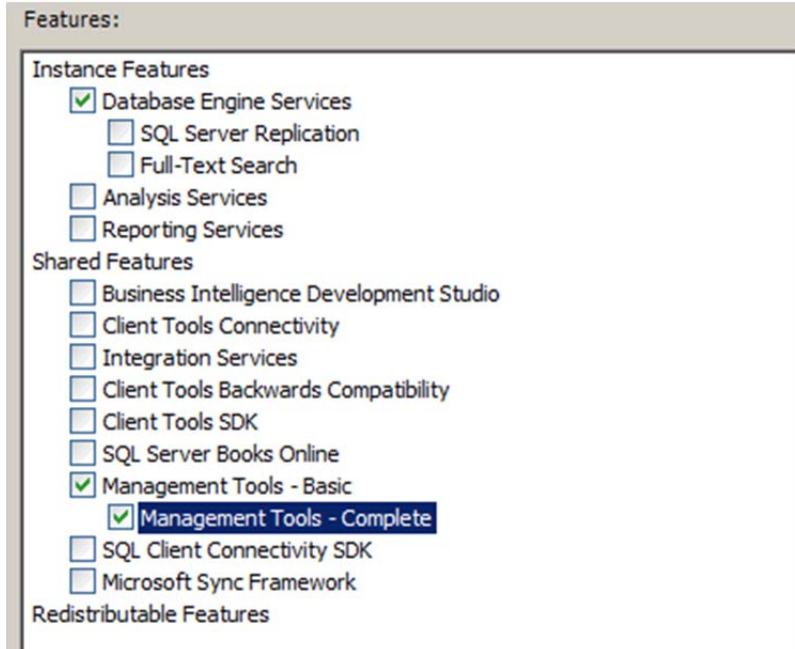 Features:
Instance Features
Database Engine Services
SQL Server Replication
Full-Text Search
Analysis Services
Reporting Services
Shared Features
Business Intelligence Development Studio
Client Tools Connectivity
Integration Services
Client Tools Backwards Compatibility
Client Tools SDK
SQL Server Books Online
Management Tools - Basic
Management Tools - Complete
SQL Client Connectivity SDK
Microsoft Sync Framework
Redistributable Features